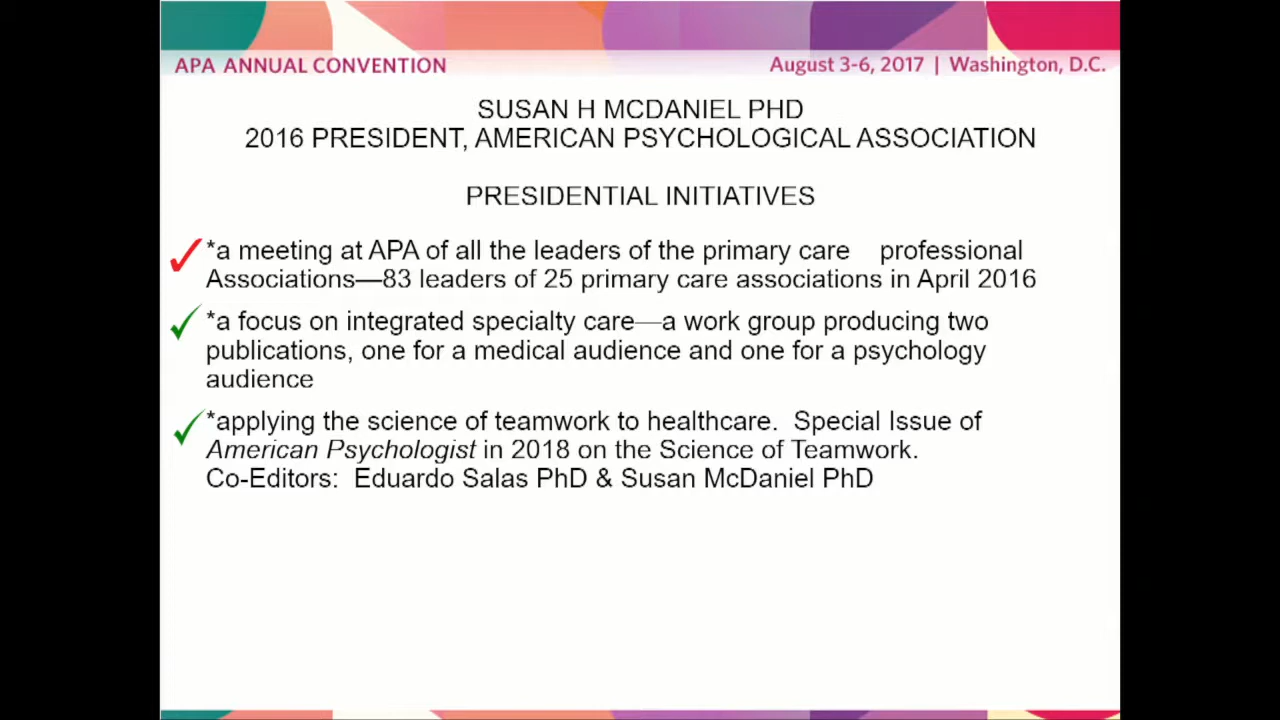 APA ANNUAL CONVENTION
August 3-6, 2017 | Washington, D.C.
SUSAN H MCDANIEL PHD
2016 PRESIDENT, AMERICAN PSYCHOLOGICAL ASSOCIATION
PRESIDENTIAL INITIATIVES
*a meeting at APA of all the leaders of the primary care professional
Associations—83 leaders of 25 primary care associations in April 2016
*a focus on integrated specialty care—a work group producing two
publications, one for a medical audience and one for a psychology
audience
*applying the science of teamwork to healthcare. Special Issue of
American Psychologist in 2018 on the Science of Teamwork.
Co-Editors: Eduardo Salas PhD & Susan McDaniel PhD